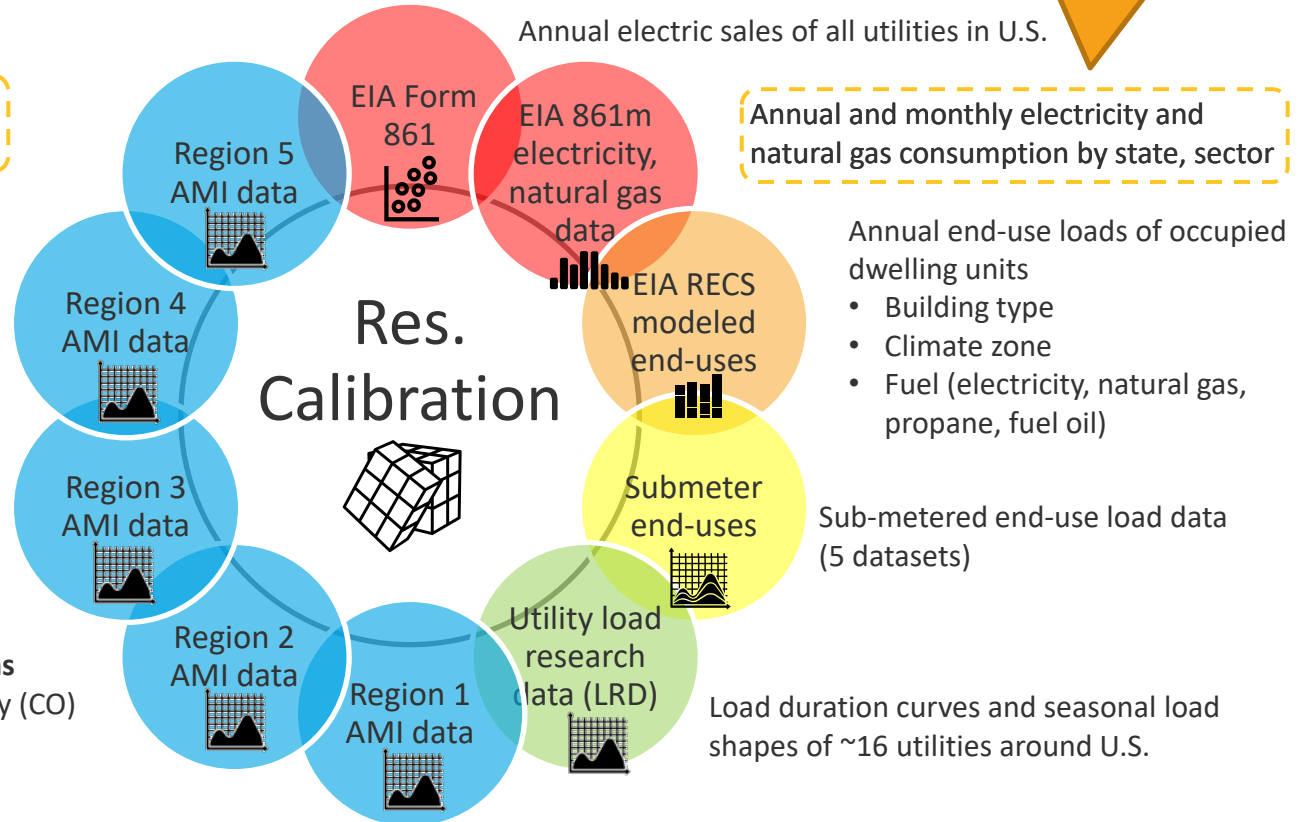 Annual electric sales of all utilities in U.S.
EIA Form
861
EIA 861m
electricity,
natural gas
data
Annual and monthly electricity and
natural gas consumption by state, sector
Region 5
AMI data
Annual end-use loads of occupied
dwelling units
• Building type
• Climate zone
• Fuel (electricity, natural gas,
propane, fuel oil)
EIA RECS
modeled
end-uses
Region 4
AMI data
Res.
Calibration
Region 3
AMI data
Submeter
end-uses
Sub-metered end-use load data
(5 datasets)
Utility load
research
data (LRD)
Load duration curves and seasonal load
shapes of ~16 utilities around U.S.
Region 2
AMI data
Region 1
AMI data
(CO)